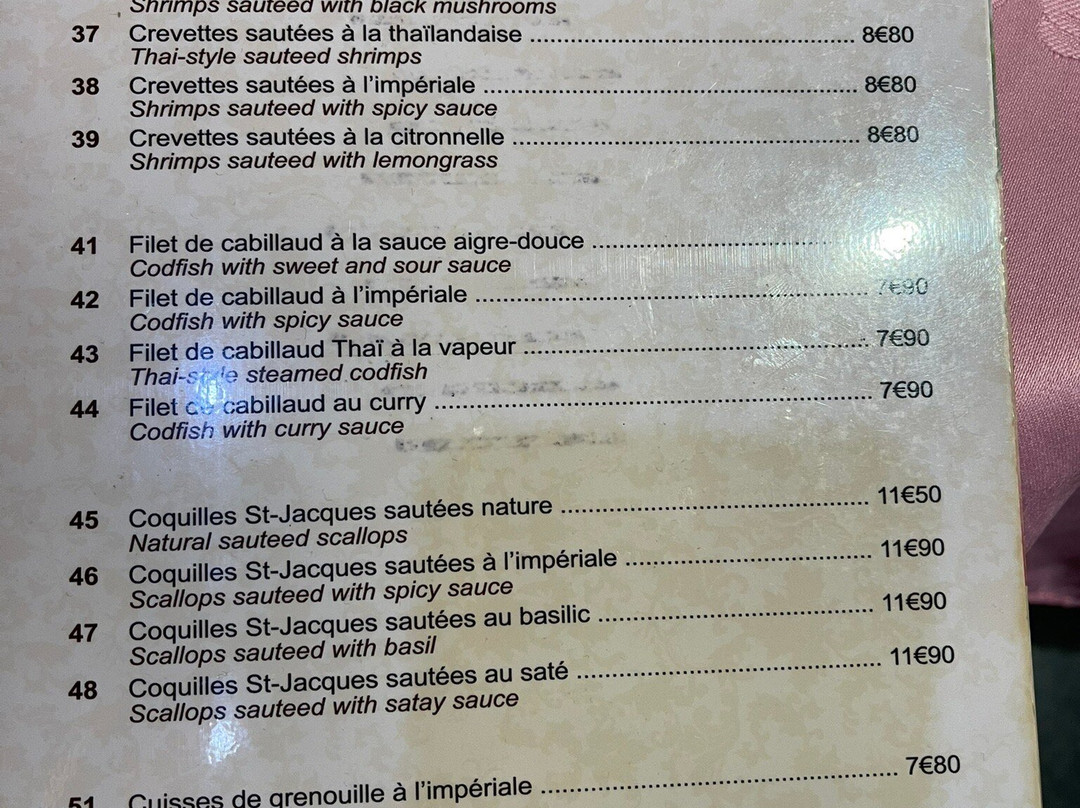 Shrimps sauteed with black mushrooms
37 Crevettes sautées à la thaïlandaise ........ 8€80
Thai-style sauteed shrimps
38 Crevettes sautées à l'impériale ........ 8€80
Shrimps sauteed with spicy sauce
39 Crevettes sautées à la citronnelle ........ 8€80
Shrimps sauteed with lemongrass
41 Filet de cabillaud à la sauce aigre-douce ........
Codfish with sweet and sour sauce
42 Filet de cabillaud à l'impériale ........ 7€90
Codfish with spicy sauce
43 Filet de cabillaud Thaï à la vapeur ........ 7€90
Thai-style steamed codfish
44 Filet de cabillaud au curry ........ 7€90
Codfish with curry sauce
45 Coquilles St-Jacques sautées nature ........ 11€50
Natural sauteed scallops
46 Coquilles St-Jacques sautées à l'impériale ........ 11€90
Scallops sauteed with spicy sauce
47 Coquilles St-Jacques sautées au basilic ........ 11€90
Scallops sauteed with basil
48 Coquilles St-Jacques sautées au saté ........ 11€90
Scallops sauteed with satay sauce
51 Cuisses de grenouille à l'impériale ........ 7€80